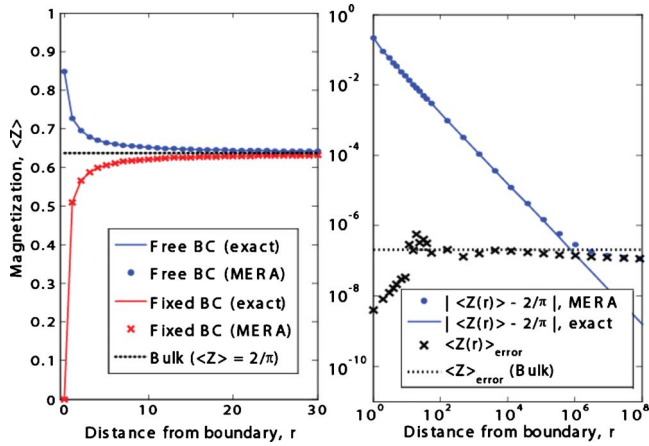 Magnetization, <Z>
1
0.9
0.8
0.7
0.6
0.5
0.4
0.3
0.2
0.1
0
Free BC (exact)
Free BC (MERA)
Fixed BC (exact)
Fixed BC (MERA)
Bulk (<Z> = 2/π)
0 10 20 30
Distance from boundary, r
10^0
10^-2
10^-4
10^-6
10^-8
10^-10
| <Z(r) - 2/π |, MERA
| <Z(r) - 2/π |, exact
<Z(r)>error
<Z>error (Bulk)
10^0 10^2 10^4 10^6 10^8
Distance from boundary, r